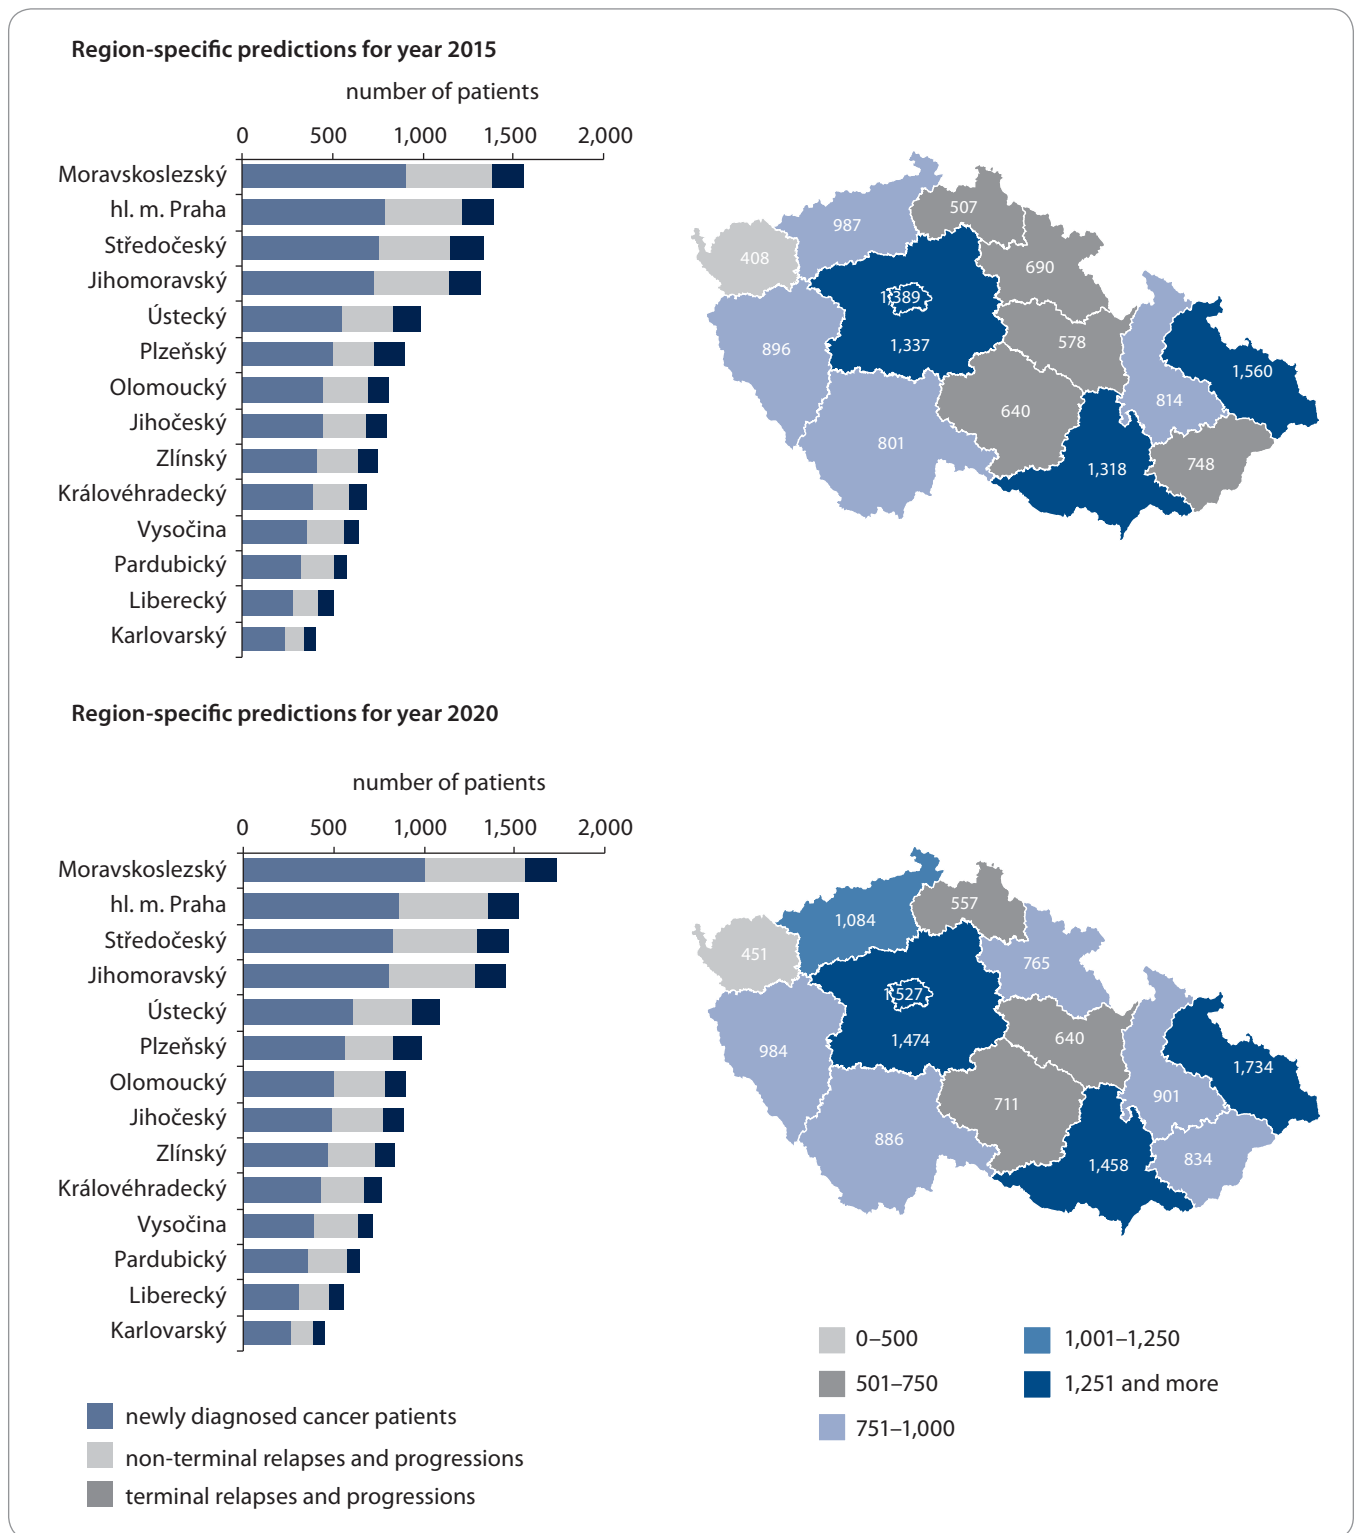 Region-specific predictions for year 2015
number of patients
0 500 1,000 1,500 2,000
Moravskoslezský
hl. m. Praha
Středočeský
Jihomoravský
Ústecký
Plzeňský
Olomoucký
Jihočeský
Zlínský
Královéhradecký
Vysočina
Pardubický
Liberecký
Karlovarský
507
987
408
690
1,389
578
1,337
896
1,560
814
640
801
748
1,318
Region-specific predictions for year 2020
number of patients
0 500 1,000 1,500 2,000
Moravskoslezský
hl. m. Praha
Středočeský
Jihomoravský
Ústecký
Plzeňský
Olomoucký
Jihočeský
Zlínský
Královéhradecký
Vysočina
Pardubický
Liberecký
Karlovarský
557
1,084
451
765
1,527
640
1,474
984
1,734
901
711
886
834
1,458
0–500
501–750
751–1,000
1,001–1,250
1,251 and more
newly diagnosed cancer patients
non-terminal relapses and progressions
terminal relapses and progressions